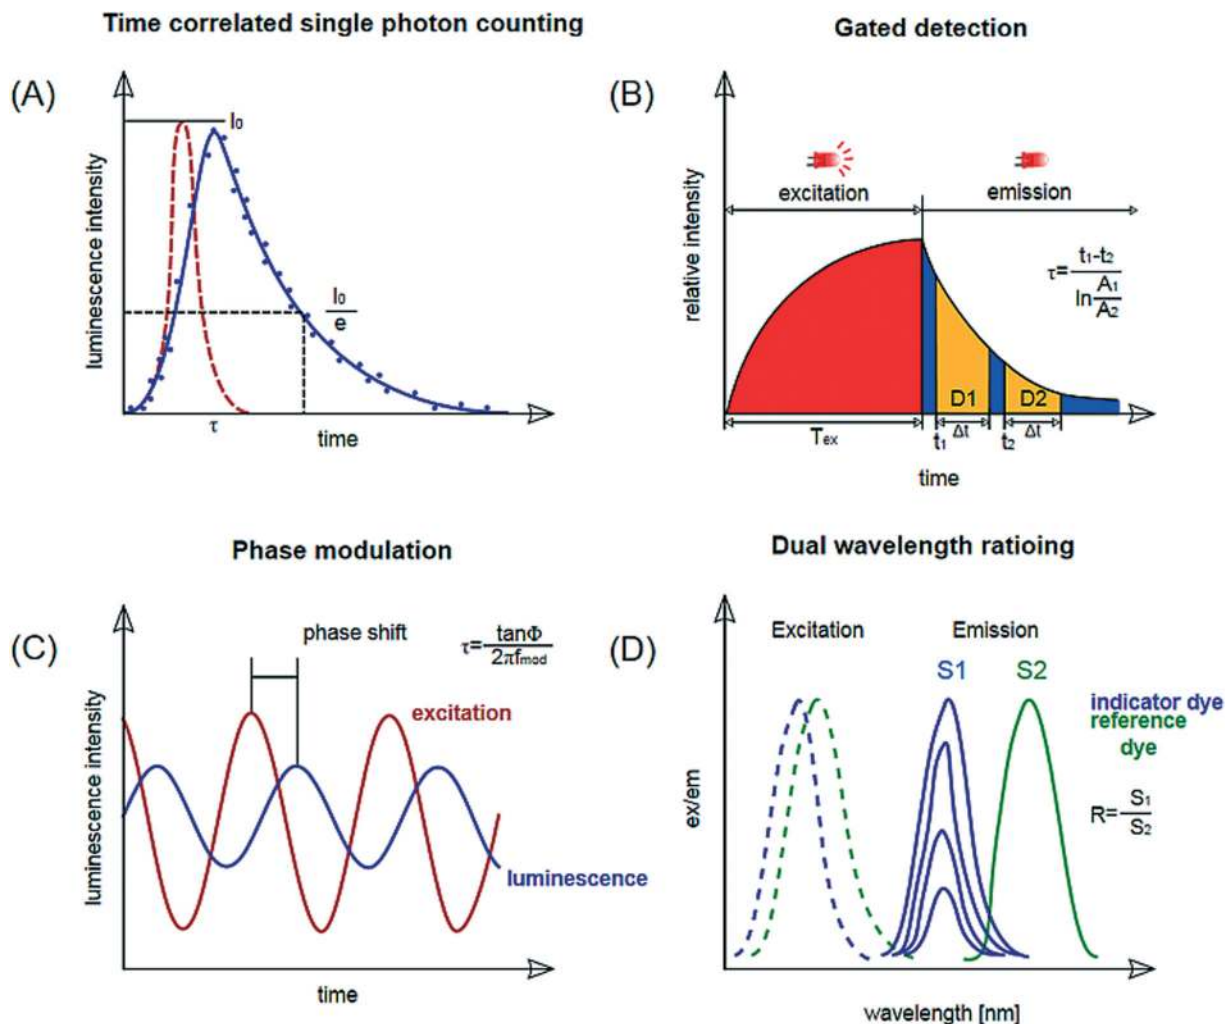 Time correlated single photon counting
Gated detection
(A)
luminescence intensity
I₀
I₀
e
τ
time
(B)
relative intensity
excitation
emission
τ=
t₁-t₂
ln
A₁
A₂
D1
D2
Tex
t₁
Δt
t₂
Δt
time
Phase modulation
Dual wavelength ratioing
(C)
luminescence intensity
phase shift
τ=
tanΦ
2πfmod
excitation
luminescence
time
(D)
ex/em
Excitation
Emission
S1
S2
indicator dye
reference
dye
R=
S₁
S₂
wavelength [nm]